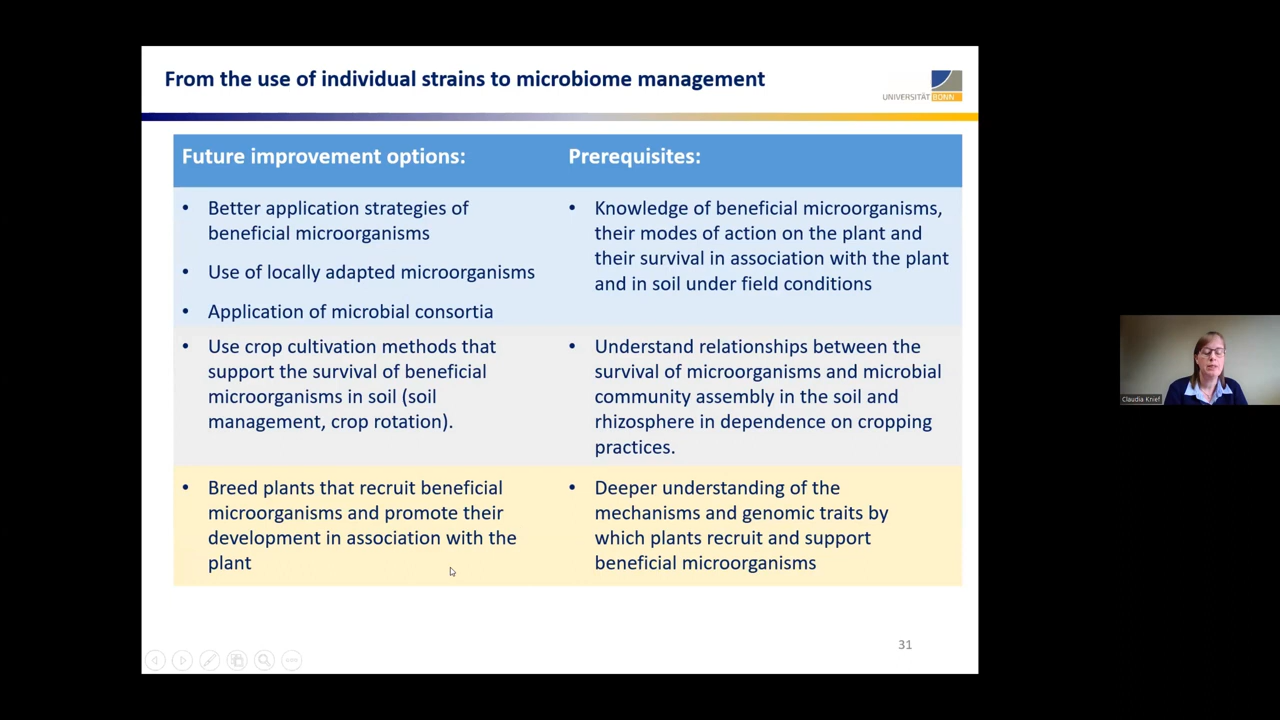 From the use of individual strains to microbiome management
UNIVERSITÄT BONN
Future improvement options:
Prerequisites:
• Better application strategies of
beneficial microorganisms
• Use of locally adapted microorganisms
• Application of microbial consortia
• Knowledge of beneficial microorganisms,
their modes of action on the plant and
their survival in association with the plant
and in soil under field conditions
• Use crop cultivation methods that
support the survival of beneficial
microorganisms in soil (soil
management, crop rotation).
• Understand relationships between the
survival of microorganisms and microbial
community assembly in the soil and
rhizosphere in dependence on cropping
practices.
• Breed plants that recruit beneficial
microorganisms and promote their
development in association with the
plant
• Deeper understanding of the
mechanisms and genomic traits by
which plants recruit and support
beneficial microorganisms
31
Claudia Knief